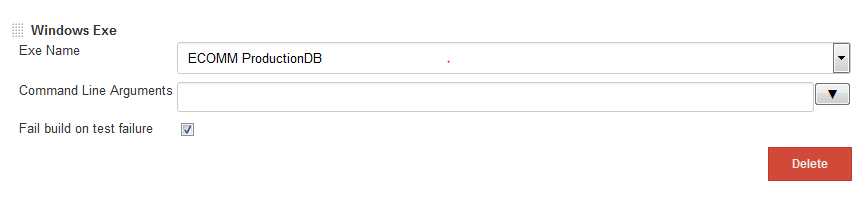 Windows Exe
Exe Name
ECOMM ProductionDB
Command Line Arguments
Fail build on test failure
Delete